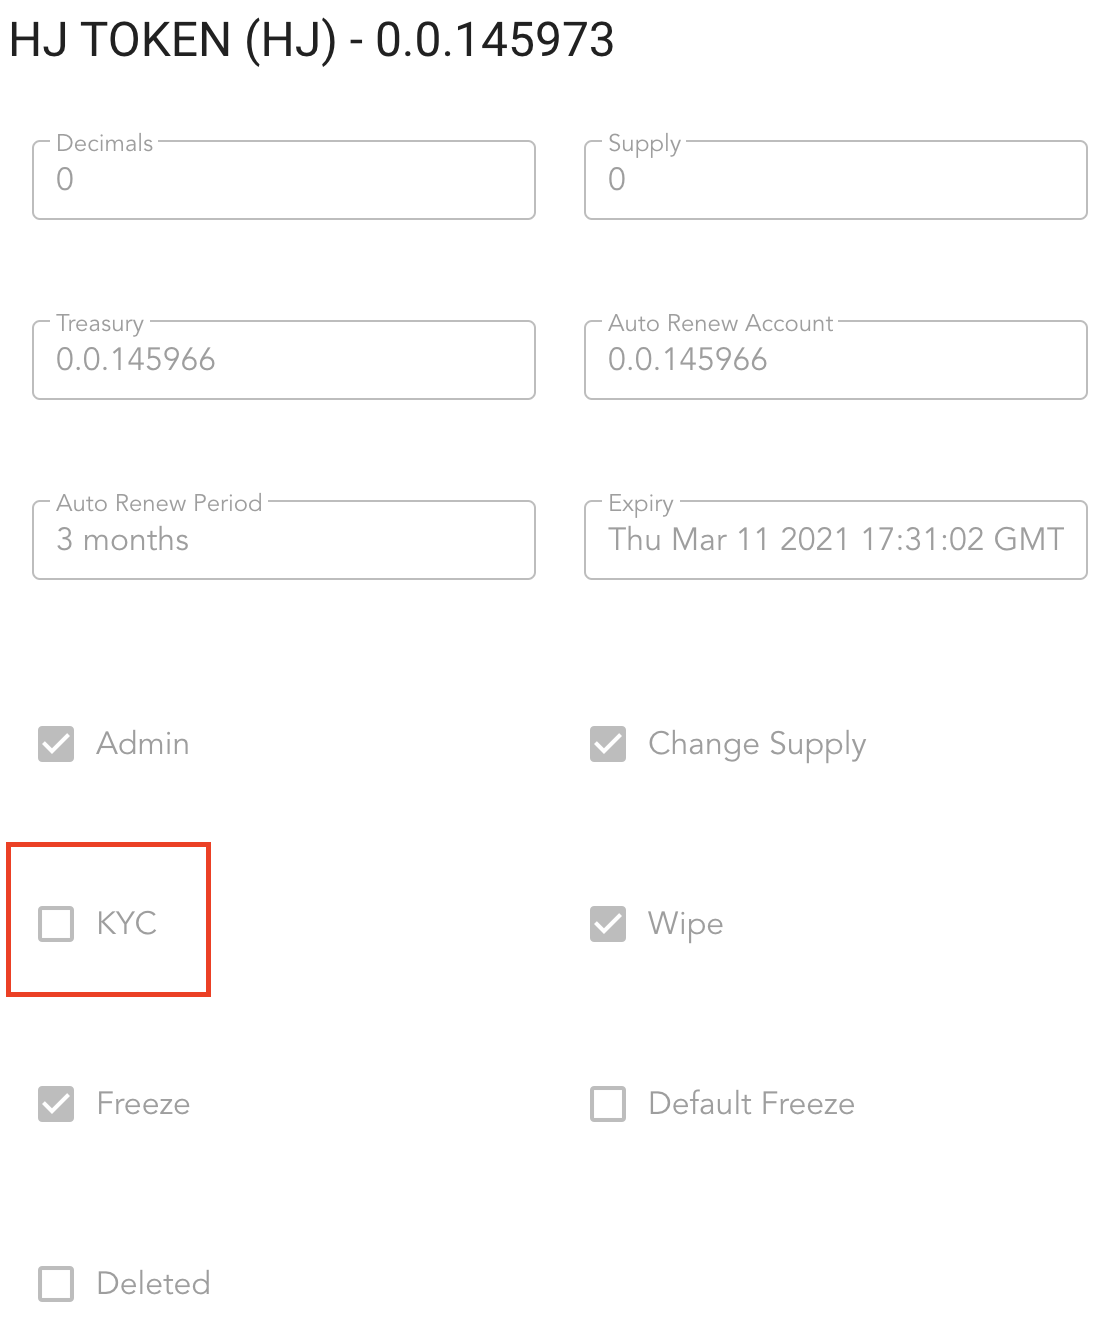 HJ TOKEN (HJ) - 0.0.145973
Decimals
0
Supply
0
Treasury
0.0.145966
Auto Renew Account
0.0.145966
Auto Renew Period
3 months
Expiry
Thu Mar 11 2021 17:31:02 GMT
Admin
Change Supply
KYC
Wipe
Freeze
Default Freeze
Deleted